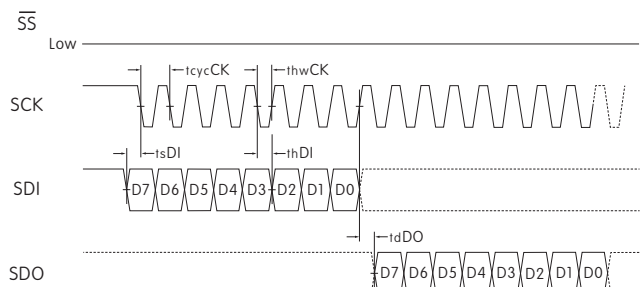 SS
Low
SCK
tcycCK
thwCK
tsDI
thDI
SDI
D7 D6 D5 D4 D3 D2 D1 D0
tdDO
SDO
D7 D6 D5 D4 D3 D2 D1 D0